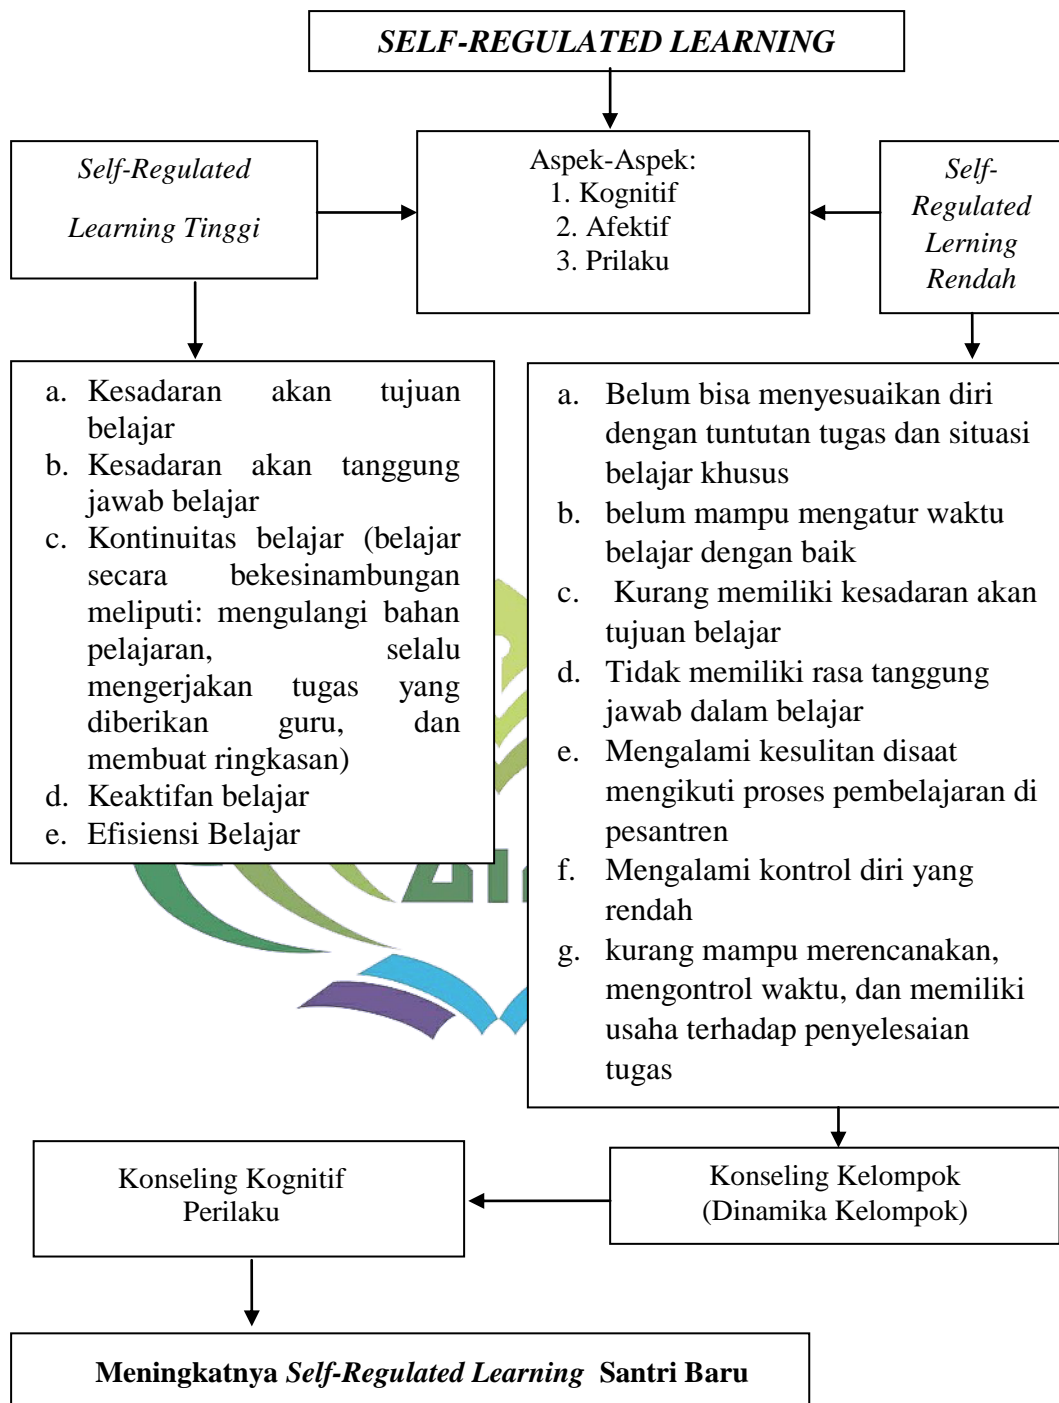 SELF-REGULATED LEARNING
Self-Regulated
Learning Tinggi
Aspek-Aspek:
1. Kognitif
2. Afektif
3. Prilaku
Self-
Regulated
Lerning
Rendah
a. Kesadaran akan tujuan
belajar
b. Kesadaran akan tanggung
jawab belajar
c. Kontinuitas belajar (belajar
secara bekesinambungan
meliputi: mengulangi bahan
pelajaran, selalu
mengerjakan tugas yang
diberikan guru, dan
membuat ringkasan)
d. Keaktifan belajar
e. Efisiensi Belajar
a. Belum bisa menyesuaikan diri
dengan tuntutan tugas dan situasi
belajar khusus
b. belum mampu mengatur waktu
belajar dengan baik
c. Kurang memiliki kesadaran akan
tujuan belajar
d. Tidak memiliki rasa tanggung
jawab dalam belajar
e. Mengalami kesulitan disaat
mengikuti proses pembelajaran di
pesantren
f. Mengalami kontrol diri yang
rendah
g. kurang mampu merencanakan,
mengontrol waktu, dan memiliki
usaha terhadap penyelesaian
tugas
Konseling Kognitif
Perilaku
Konseling Kelompok
(Dinamika Kelompok)
Meningkatnya Self-Regulated Learning Santri Baru